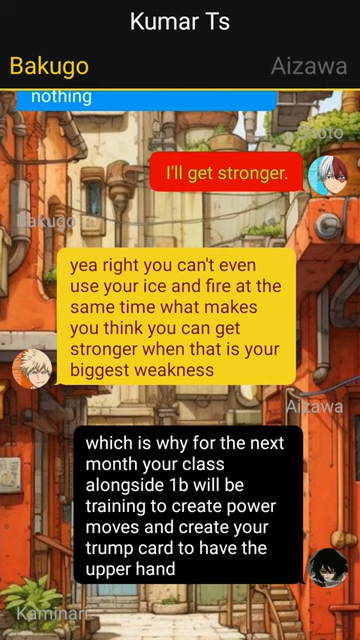 Kumar Ts
Bakugo
Aizawa
nothing
Shoto
I'll get stronger.
Bakugo
yea right you can't even
use your ice and fire at the
same time what makes
you think you can get
stronger when that is your
biggest weakness
Aizawa
which is why for the next
month your class
alongside 1b will be
training to create power
moves and create your
trump card to have the
upper hand
Kaminari